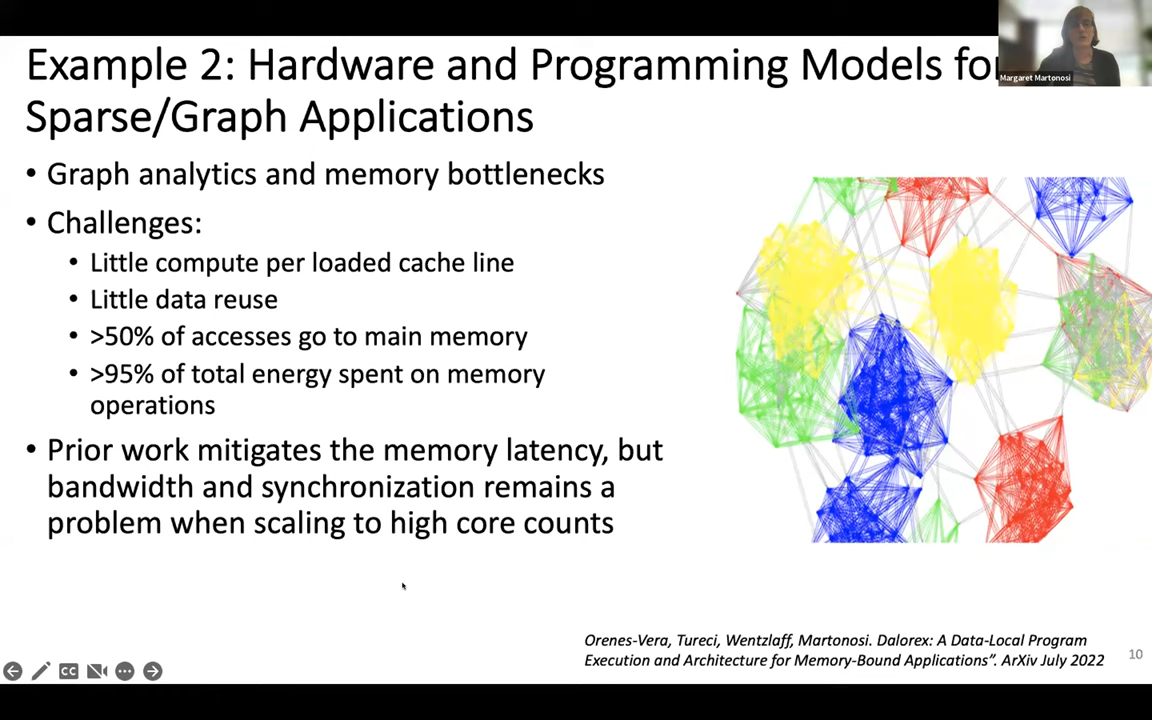 Example 2: Hardware and Programming Models for
Margaret Martonosi
Sparse/Graph Applications
• Graph analytics and memory bottlenecks
• Challenges:
• Little compute per loaded cache line
• Little data reuse
• >50% of accesses go to main memory
• >95% of total energy spent on memory
operations
• Prior work mitigates the memory latency, but
bandwidth and synchronization remains a
problem when scaling to high core counts
Orenes-Vera, Tureci, Wentzlaff, Martonosi. Dalorex: A Data-Local Program
Execution and Architecture for Memory-Bound Applications”. ArXiv July 2022
10
CC